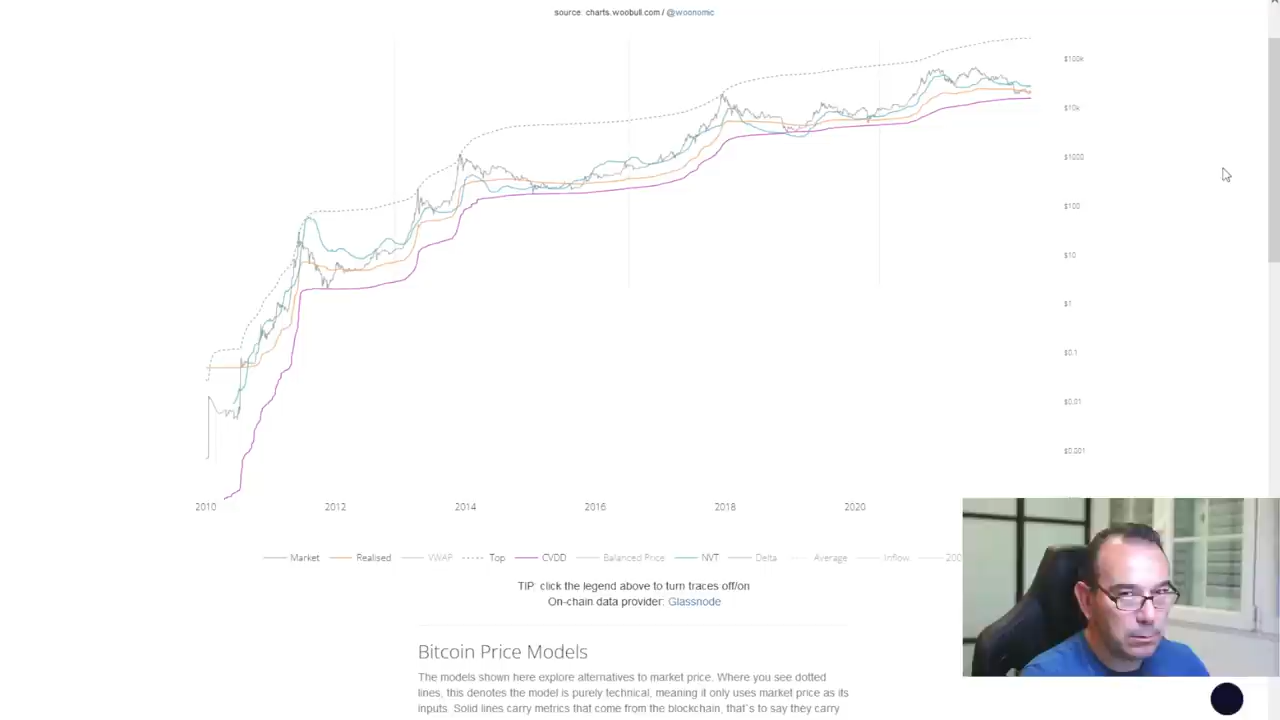 source: charts.woobull.com / @woonomic
$100k
$10k
$1000
$100
$10
$1
$0.1
$0.01
$0.001
2010 2012 2014 2016 2018 2020
Market Realised VWAP Top CVDD Balanced Price NVT Delta Average Inflow 200
TIP: click the legend above to turn traces off/on
On-chain data provider: Glassnode
Bitcoin Price Models
The models shown here explore alternatives to market price. Where you see dotted
lines, this denotes the model is purely technical, meaning it only uses market price as its
inputs. Solid lines carry metrics that come from the blockchain, that's to say they carry